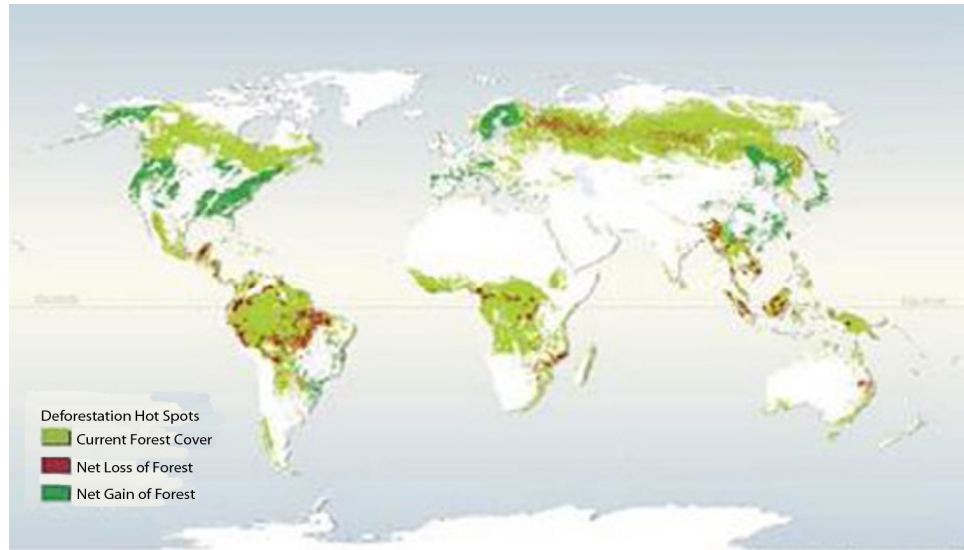 Deforestation Hot Spots
Current Forest Cover
Net Loss of Forest
Net Gain of Forest